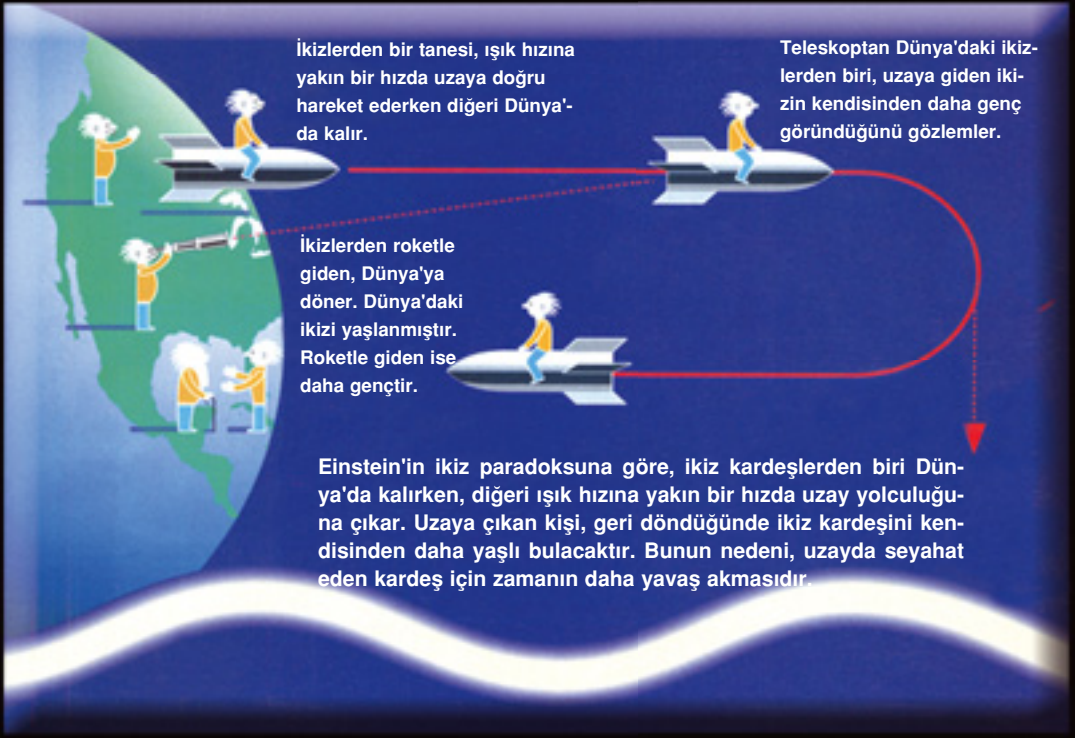 İkizlerden bir tanesi, ışık hızına
yakın bir hızda uzaya doğru
hareket ederken diğeri Dünya'-
da kalır.
Teleskoptan Dünya'daki ikiz-
lerden biri, uzaya giden iki-
zin kendisinden daha genç
göründüğünü gözlemler.
İkizlerden roketle
giden, Dünya'ya
döner. Dünya'daki
ikizi yaşlanmıştır.
Roketle giden ise
daha gençtir.
Einstein'in ikiz paradoksuna göre, ikiz kardeşlerden biri Dün-
ya'da kalırken, diğeri ışık hızına yakın bir hızda uzay yolculuğu-
na çıkar. Uzaya çıkan kişi, geri döndüğünde ikiz kardeşini ken-
disinden daha yaşlı bulacaktır. Bunun nedeni, uzayda seyahat
eden kardeş için zamanın daha yavaş akmasıdır.